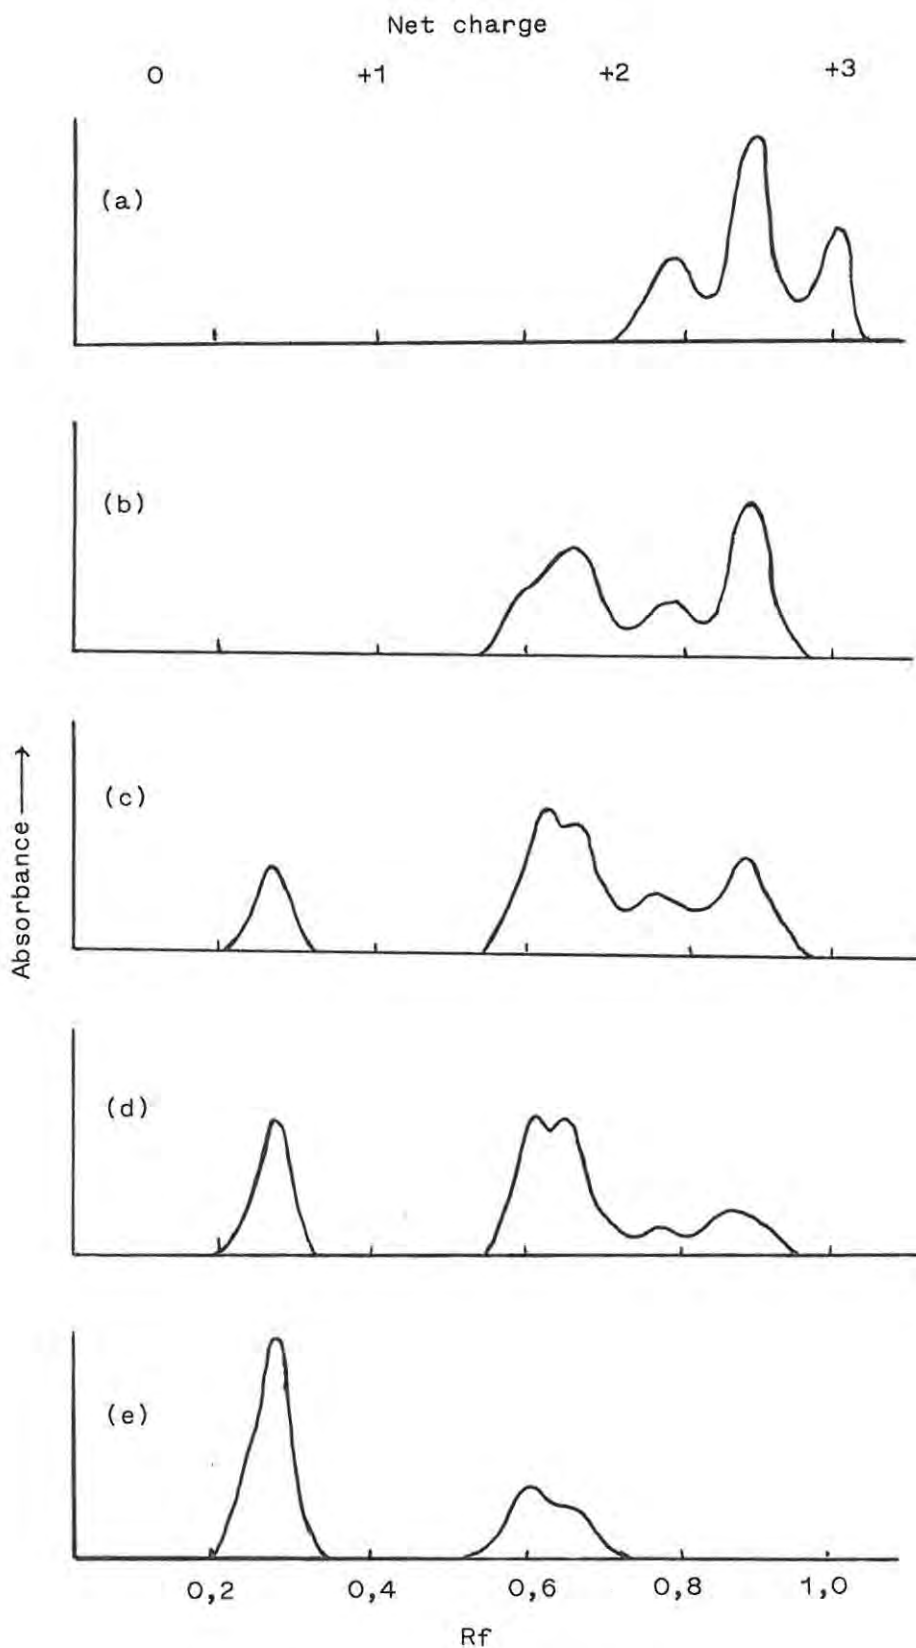 Net charge
0 +1 +2 +3
(a)
(b)
(c)
(d)
(e)
Absorbance
0,2 0,4 0,6 0,8 1,0
Rf